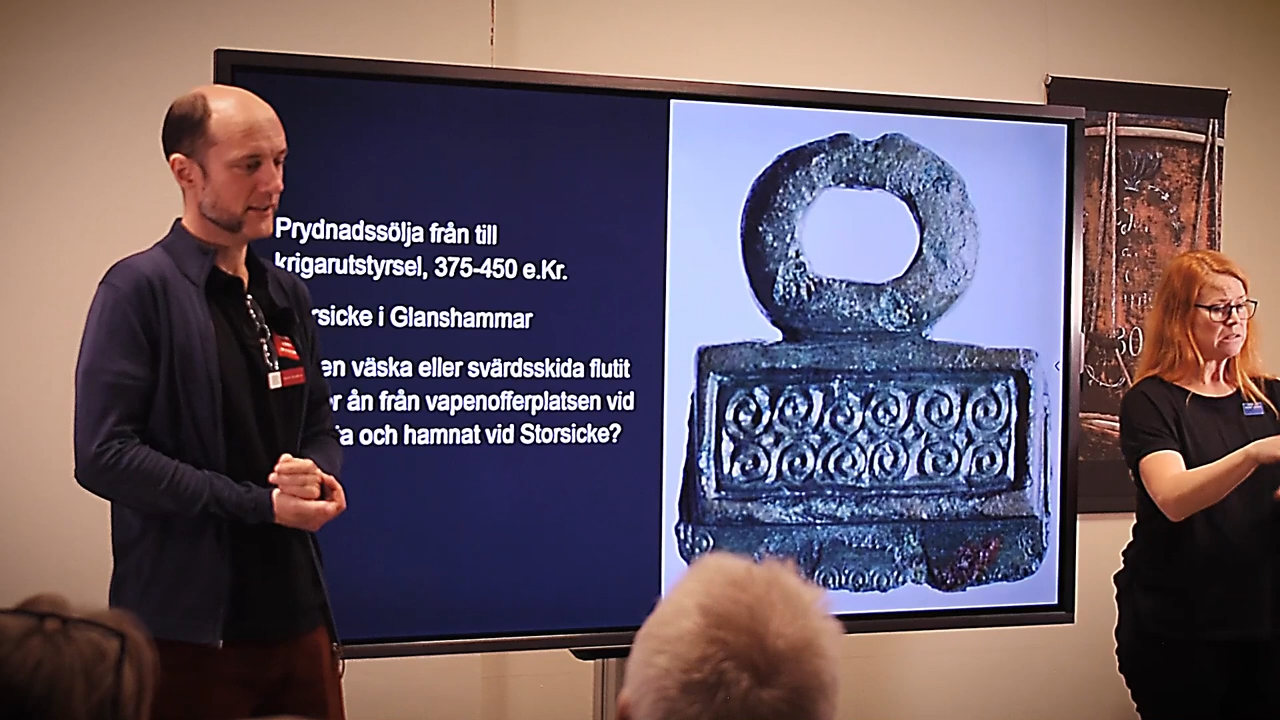 Prydnadssölja från till
krigarutstyrsel, 375-450 e.Kr.
rsicke i Glanshammar
en väska eller svärdsskida flutit
r ån från vapenofferplatsen vid
a och hamnat vid Storsicke?
30